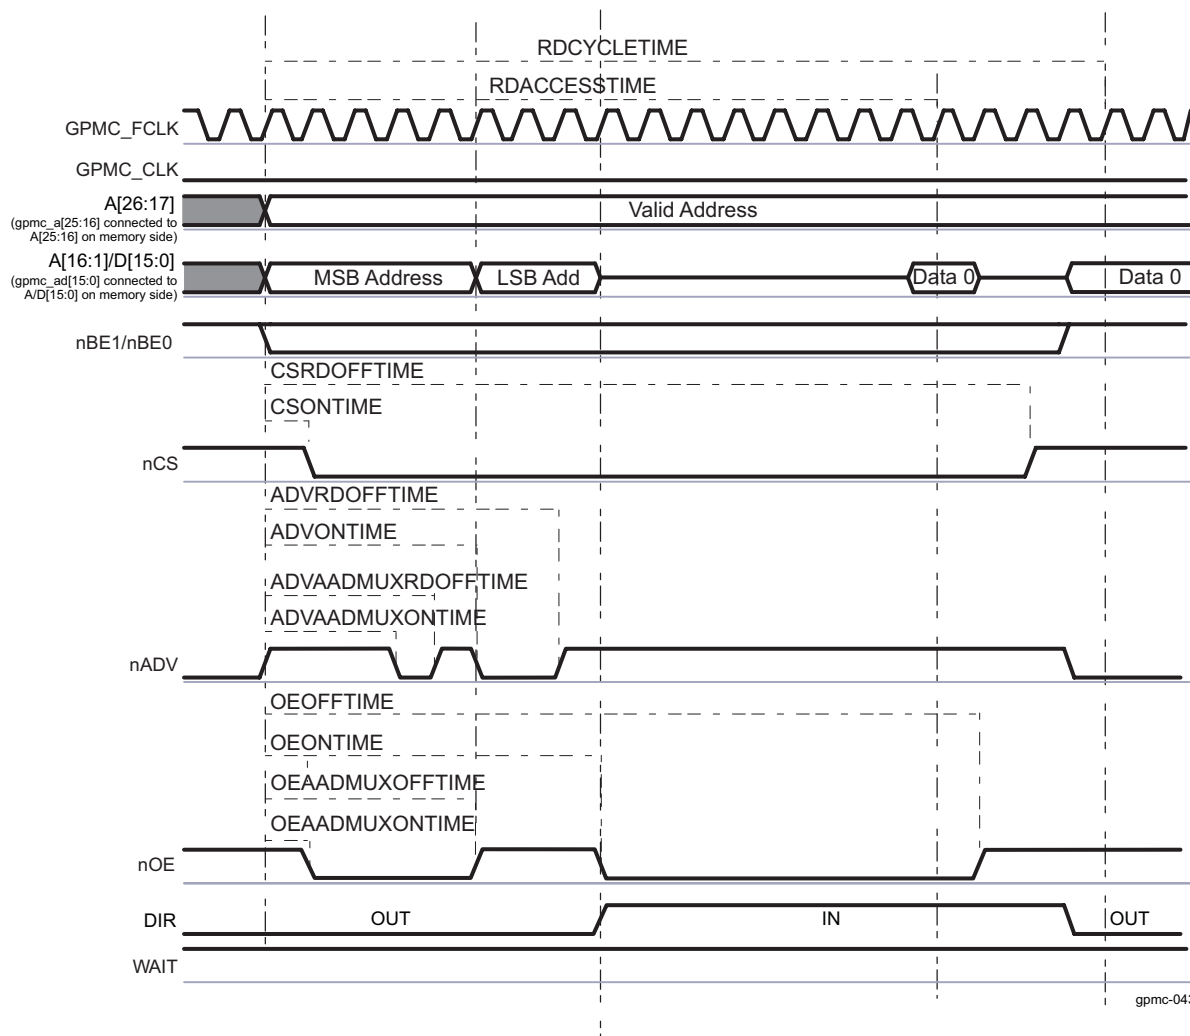 RDCYCLETIME
RDACCESSTIME
GPMC_FCLK
GPMC_CLK
A[26:17]
(gpmc_a[25:16] connected to
A[25:16] on memory side)
Valid Address
A[16:1]/D[15:0]
(gpmc_ad[15:0] connected to
A/D[15:0] on memory side)
MSB Address
LSB Add
Data 0
Data 0
nBE1/nBE0
CSRDOFFTIME
CSONTIME
nCS
ADVRDOFFTIME
ADVONTIME
ADVAADMUXRDOFFTIME
ADVAADMUXONTIME
nADV
OEOFFTIME
OEONTIME
OEAADMUXOFFTIME
OEAADMUXONTIME
nOE
DIR
OUT
IN
OUT
WAIT
gpmc-043